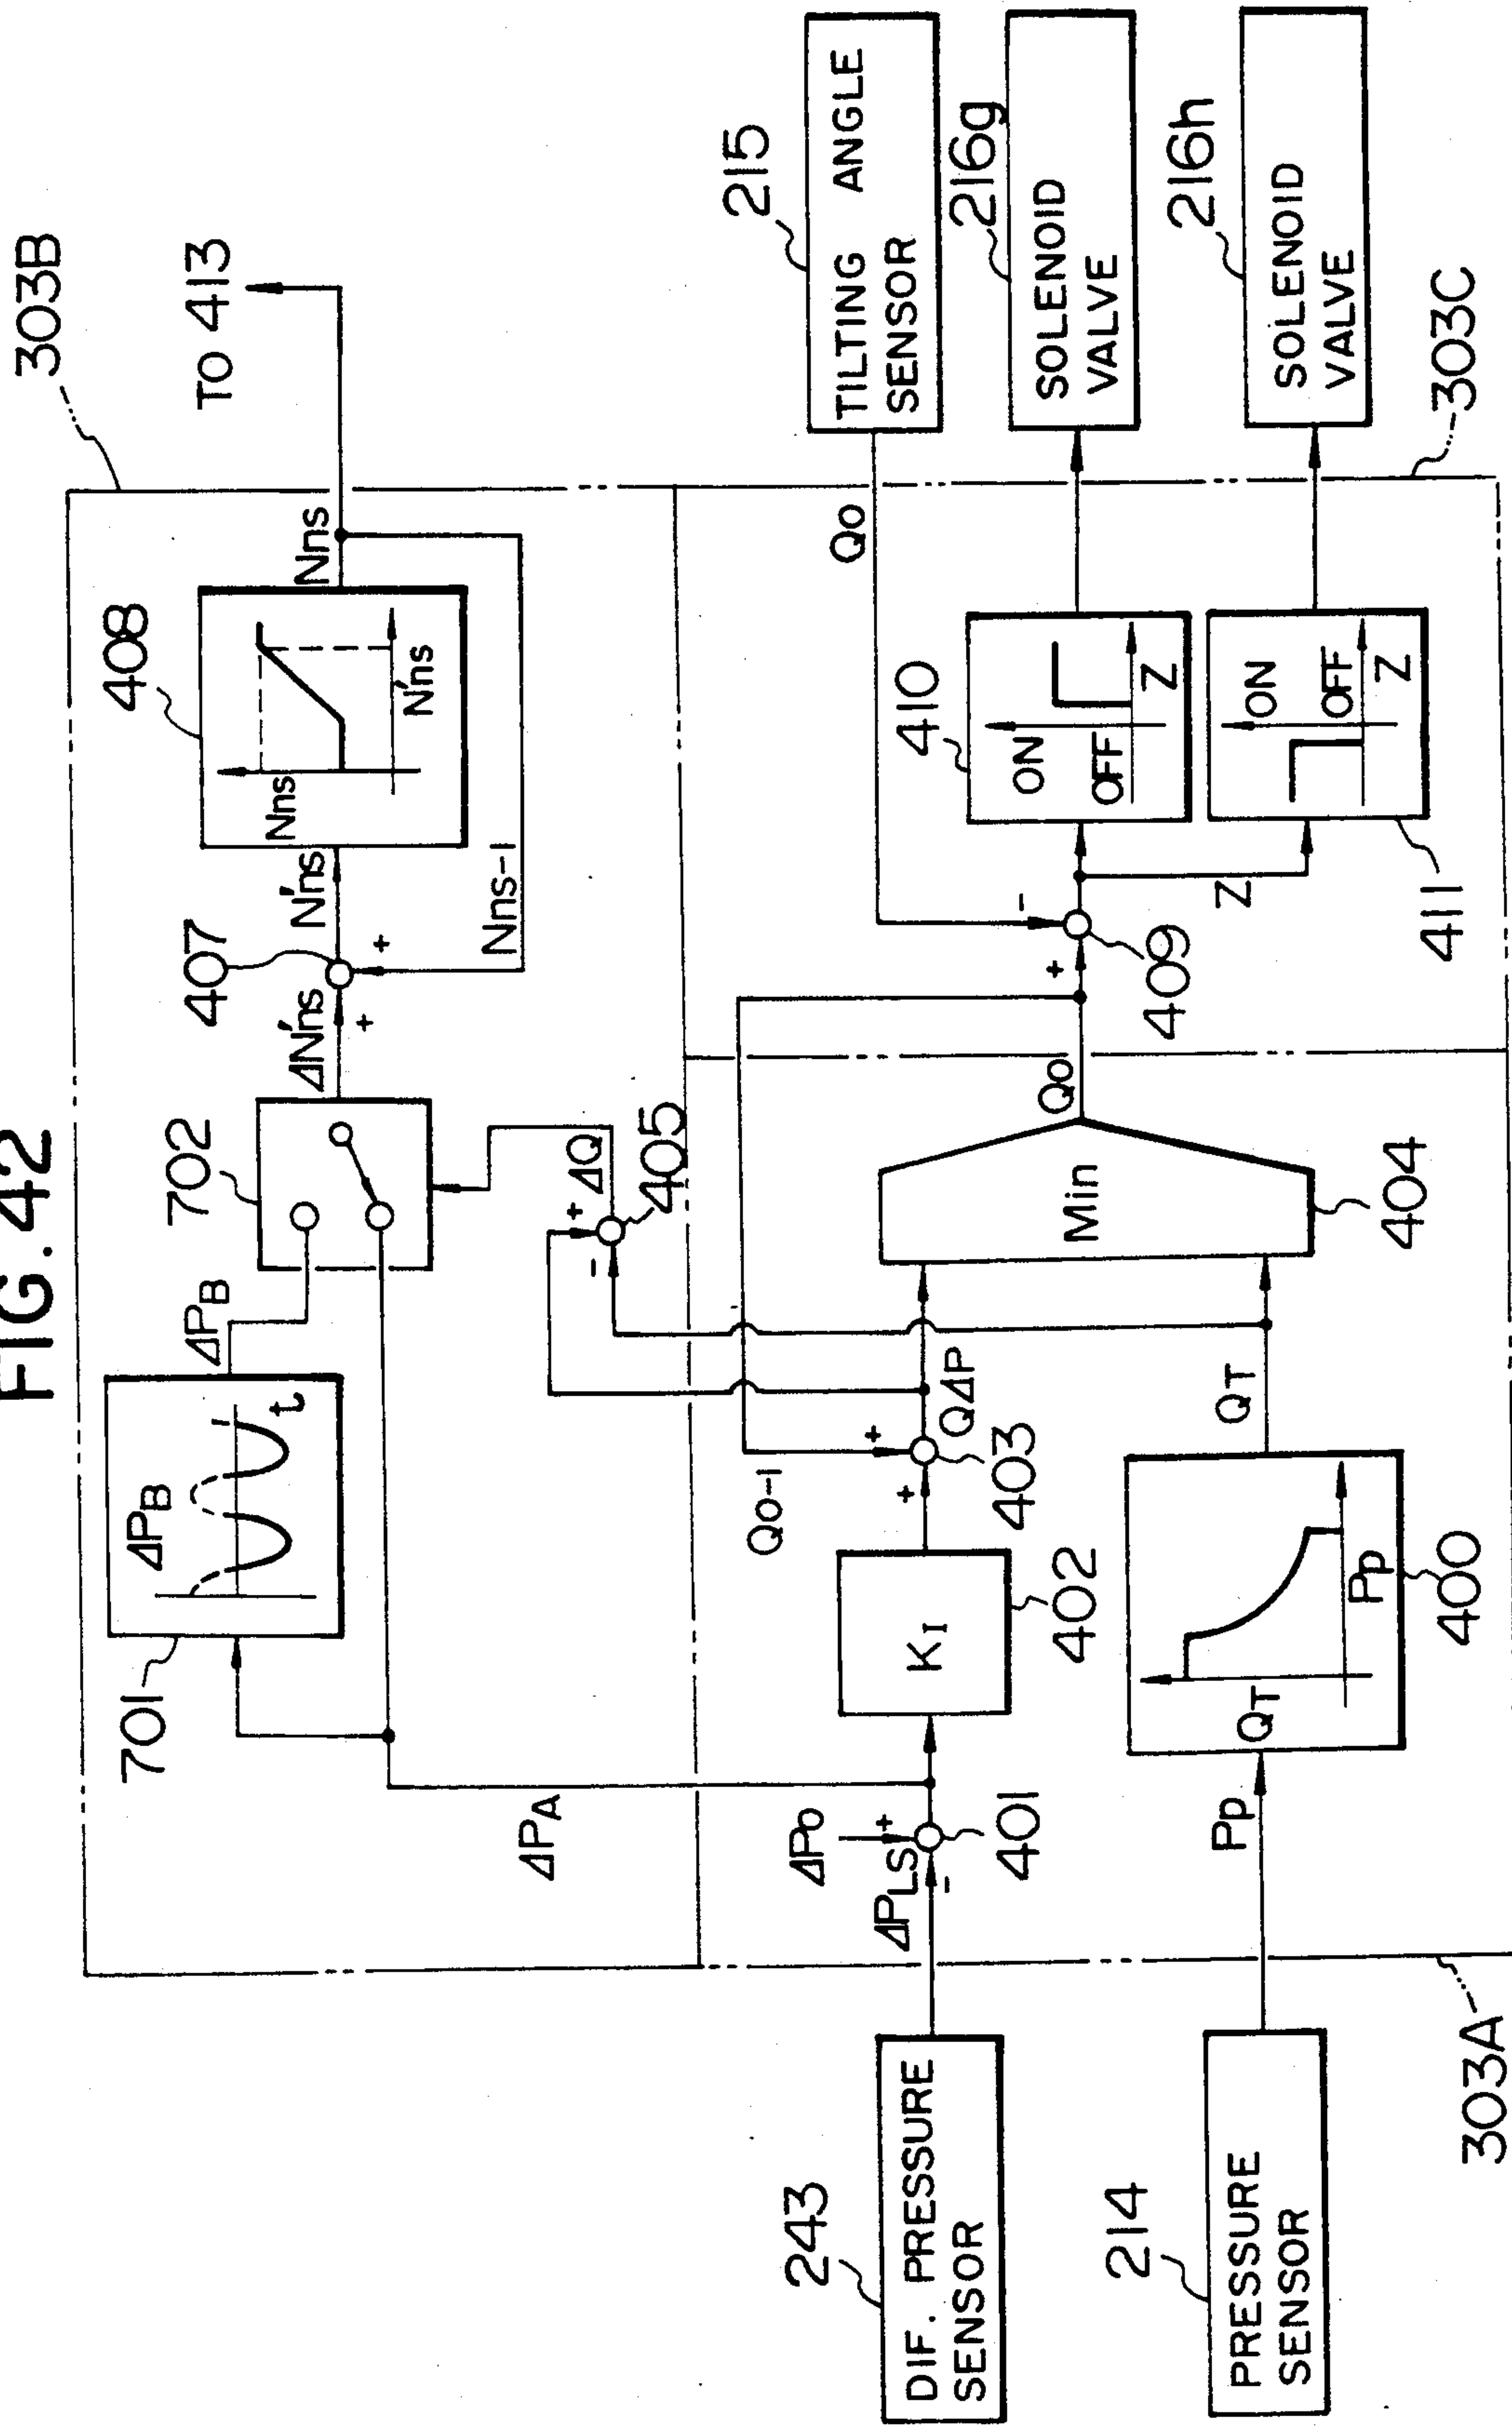 FIG. 42
303B
TO 413
701
ΔPB
t
ΔPB
702
ΔN'ns
407
+
+
N'ns
408
Nns
N'ns
Nns
Nns-1
ΔPA
ΔQ
+
-
405
243
DIF. PRESSURE
SENSOR
ΔPLS
-
ΔPo
+
401
KI
402
Qo-1
+
+
403
QΔP
Min
404
Qo
+
-
409
Qo
215
TILTING ANGLE
SENSOR
410
ON
OFF
Z
216g
SOLENOID
VALVE
Z
411
ON
OFF
Z
216h
SOLENOID
VALVE
214
PRESSURE
SENSOR
Pp
QT
Pp
400
QT
303A
303C